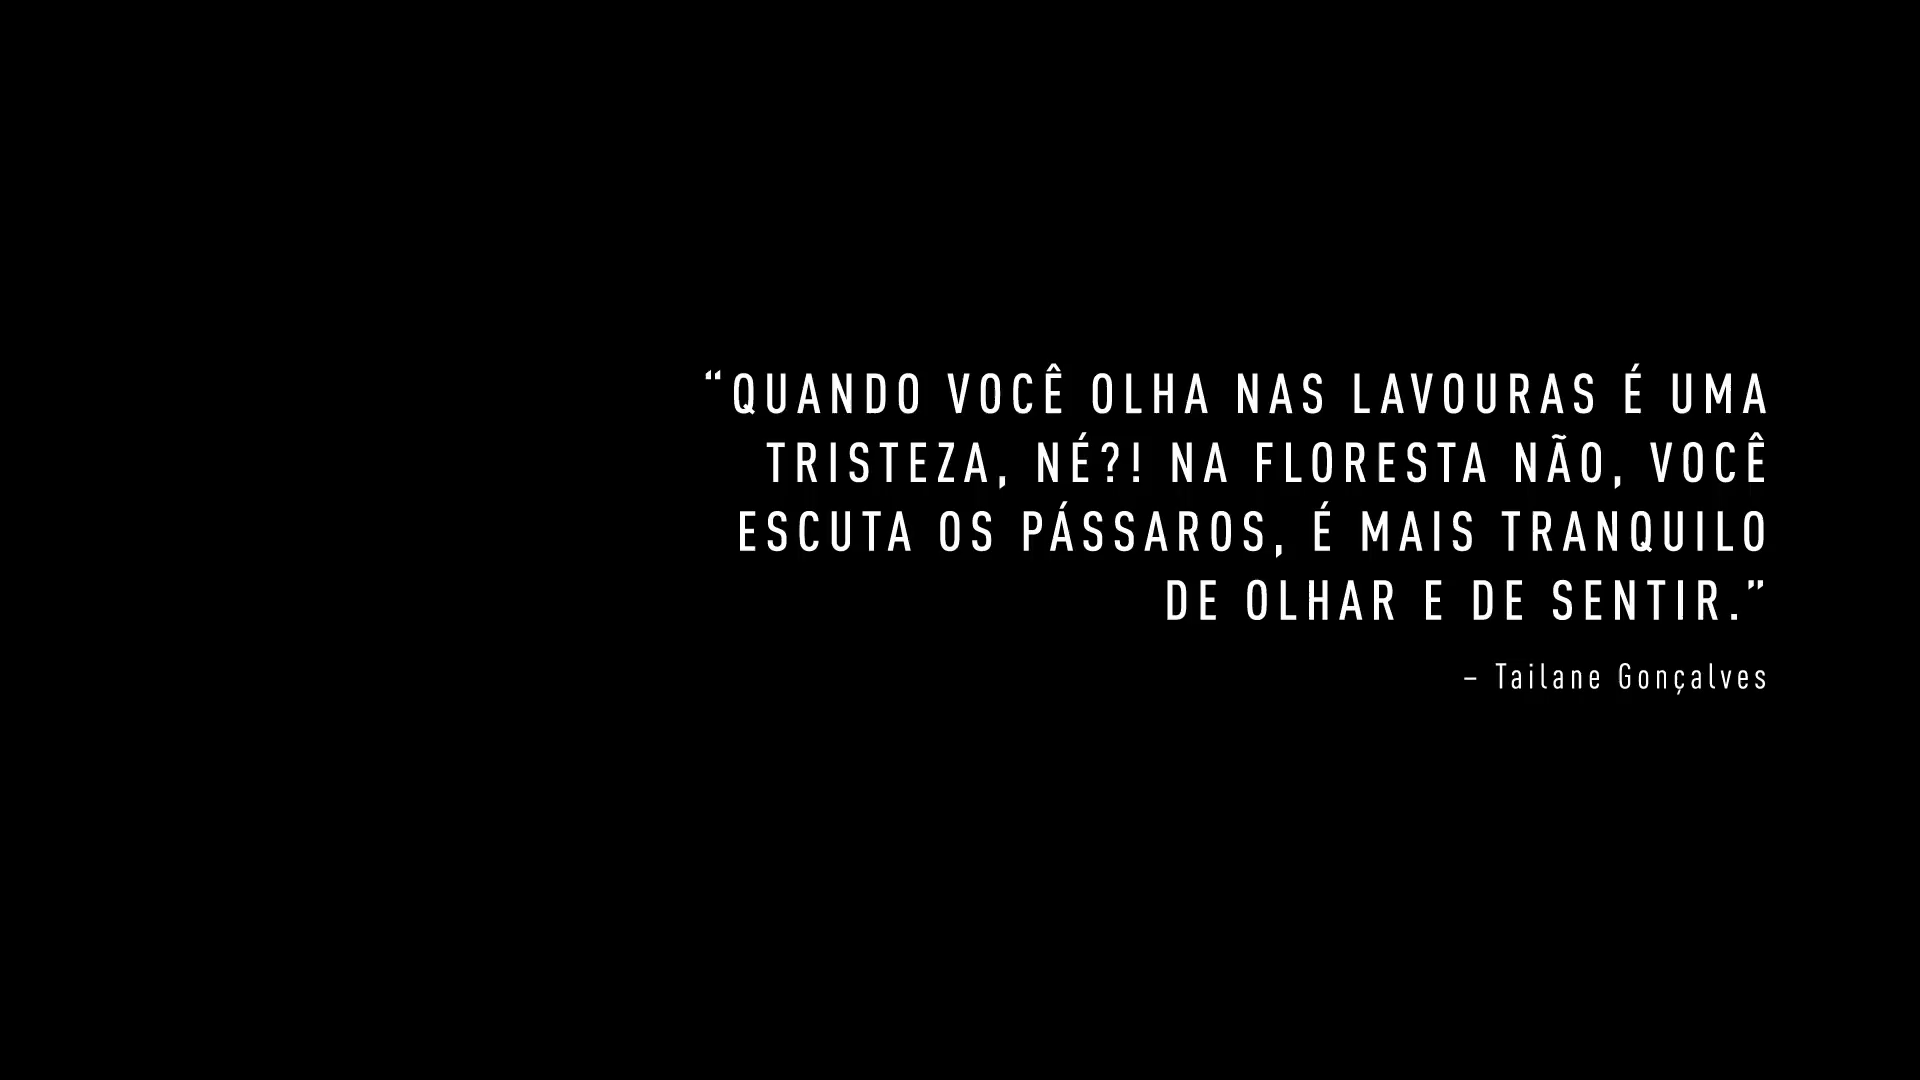 “QUANDO VOCÊ OLHA NAS LAVOURAS É UMA
TRISTEZA, NÉ?! NA FLORESTA NÃO, VOCÊ
ESCUTA OS PÁSSAROS, É MAIS TRANQUILO
DE OLHAR E DE SENTIR.”
– Tailane Gonçalves